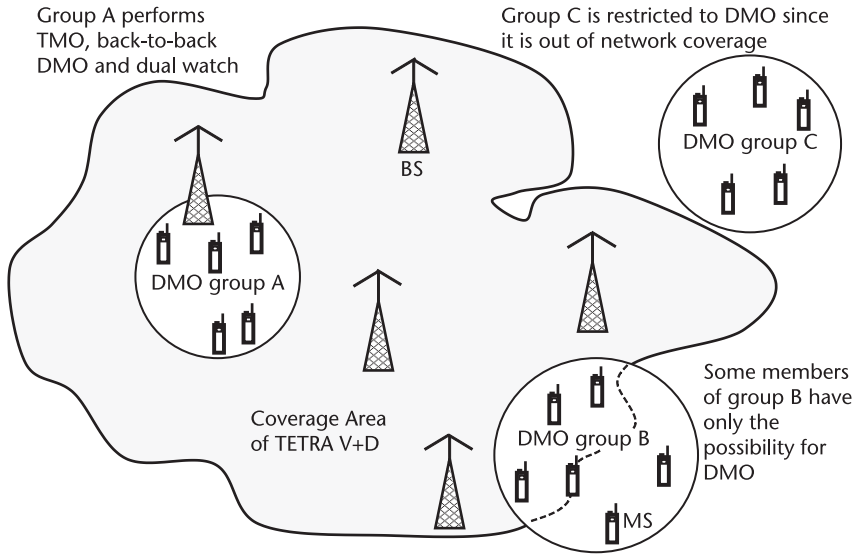 Group A performs
TMO, back-to-back
DMO and dual watch
Group C is restricted to DMO since
it is out of network coverage
BS
DMO group C
DMO group A
Coverage Area
of TETRA V+D
DMO group B
MS
Some members
of group B have
only the
possibility for
DMO